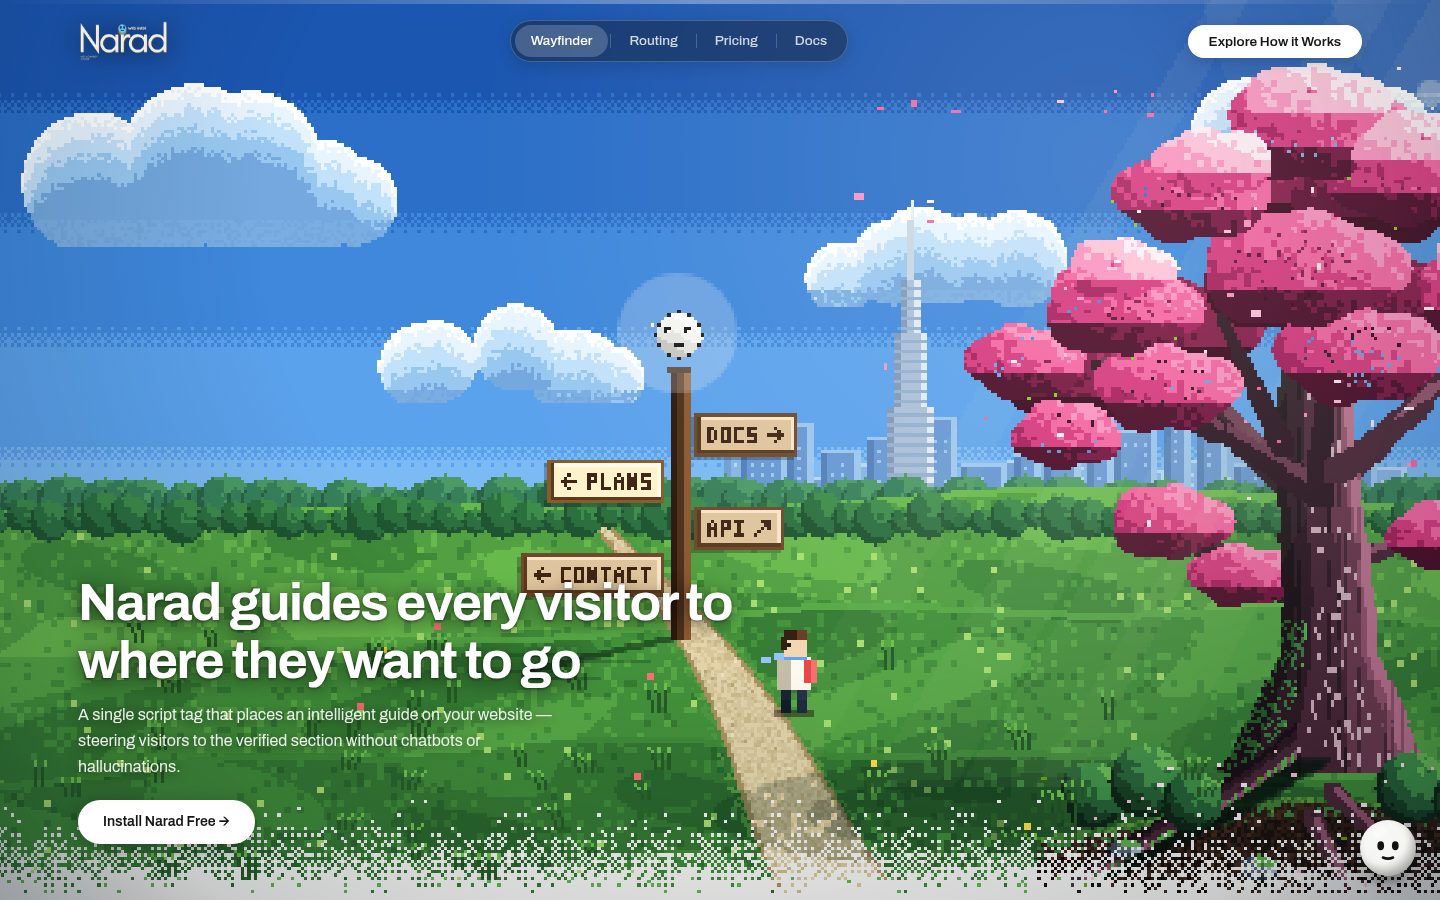 Narad
Wayfinder
Routing
Pricing
Docs
Explore How it Works
DOCS →
← PLANS
API ↗
← CONTACT
Narad guides every visitor to
where they want to go
A single script tag that places an intelligent guide on your website —
steering visitors to the verified section without chatbots or
hallucinations.
Install Narad Free →